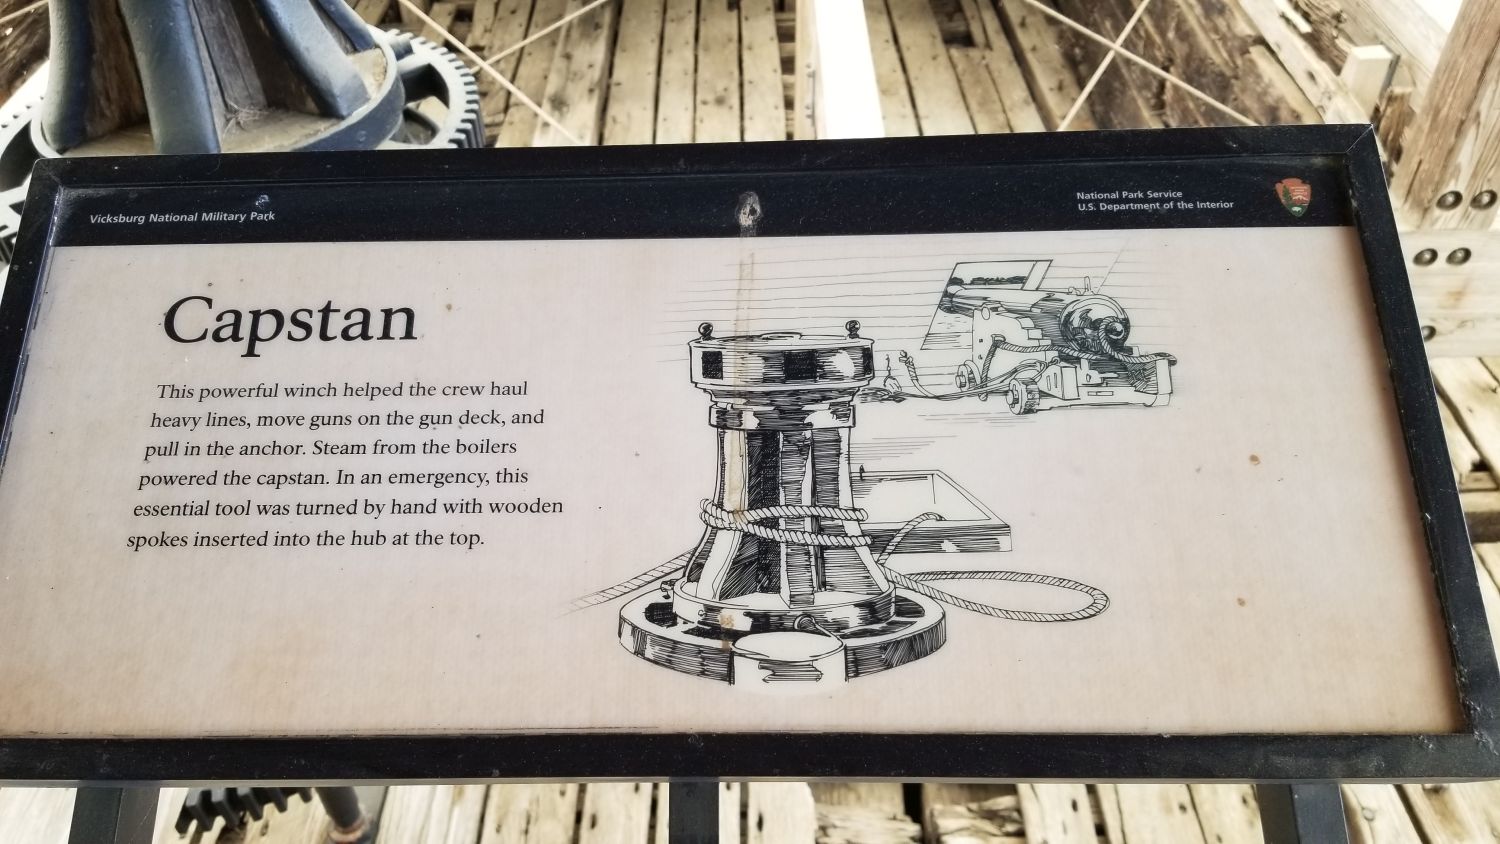 Vicksburg National Military Park
National Park Service
U.S. Department of the Interior
Capstan
This powerful winch helped the crew haul
heavy lines, move guns on the gun deck, and
pull in the anchor. Steam from the boilers
powered the capstan. In an emergency, this
essential tool was turned by hand with wooden
spokes inserted into the hub at the top.